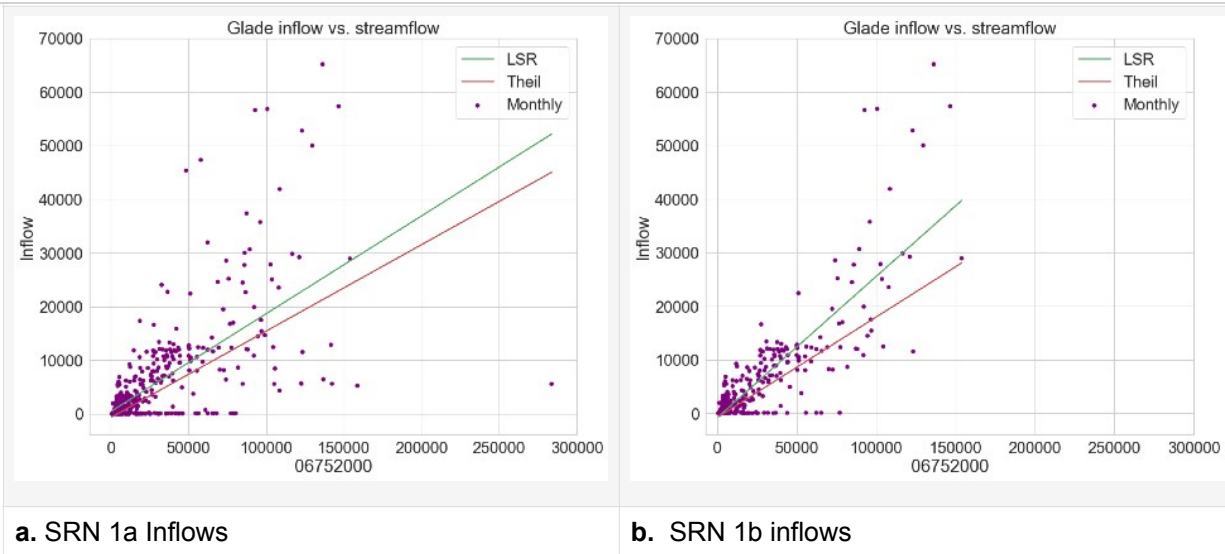 Glade inflow vs. streamflow
70000
60000
50000
40000
30000
20000
10000
0
Inflow
LSR
Theil
Monthly
0 50000 100000 150000 200000 250000 300000
06752000
a. SRN 1a Inflows
Glade inflow vs. streamflow
70000
60000
50000
40000
30000
20000
10000
0
Inflow
LSR
Theil
Monthly
0 50000 100000 150000 200000 250000 300000
06752000
b. SRN 1b inflows